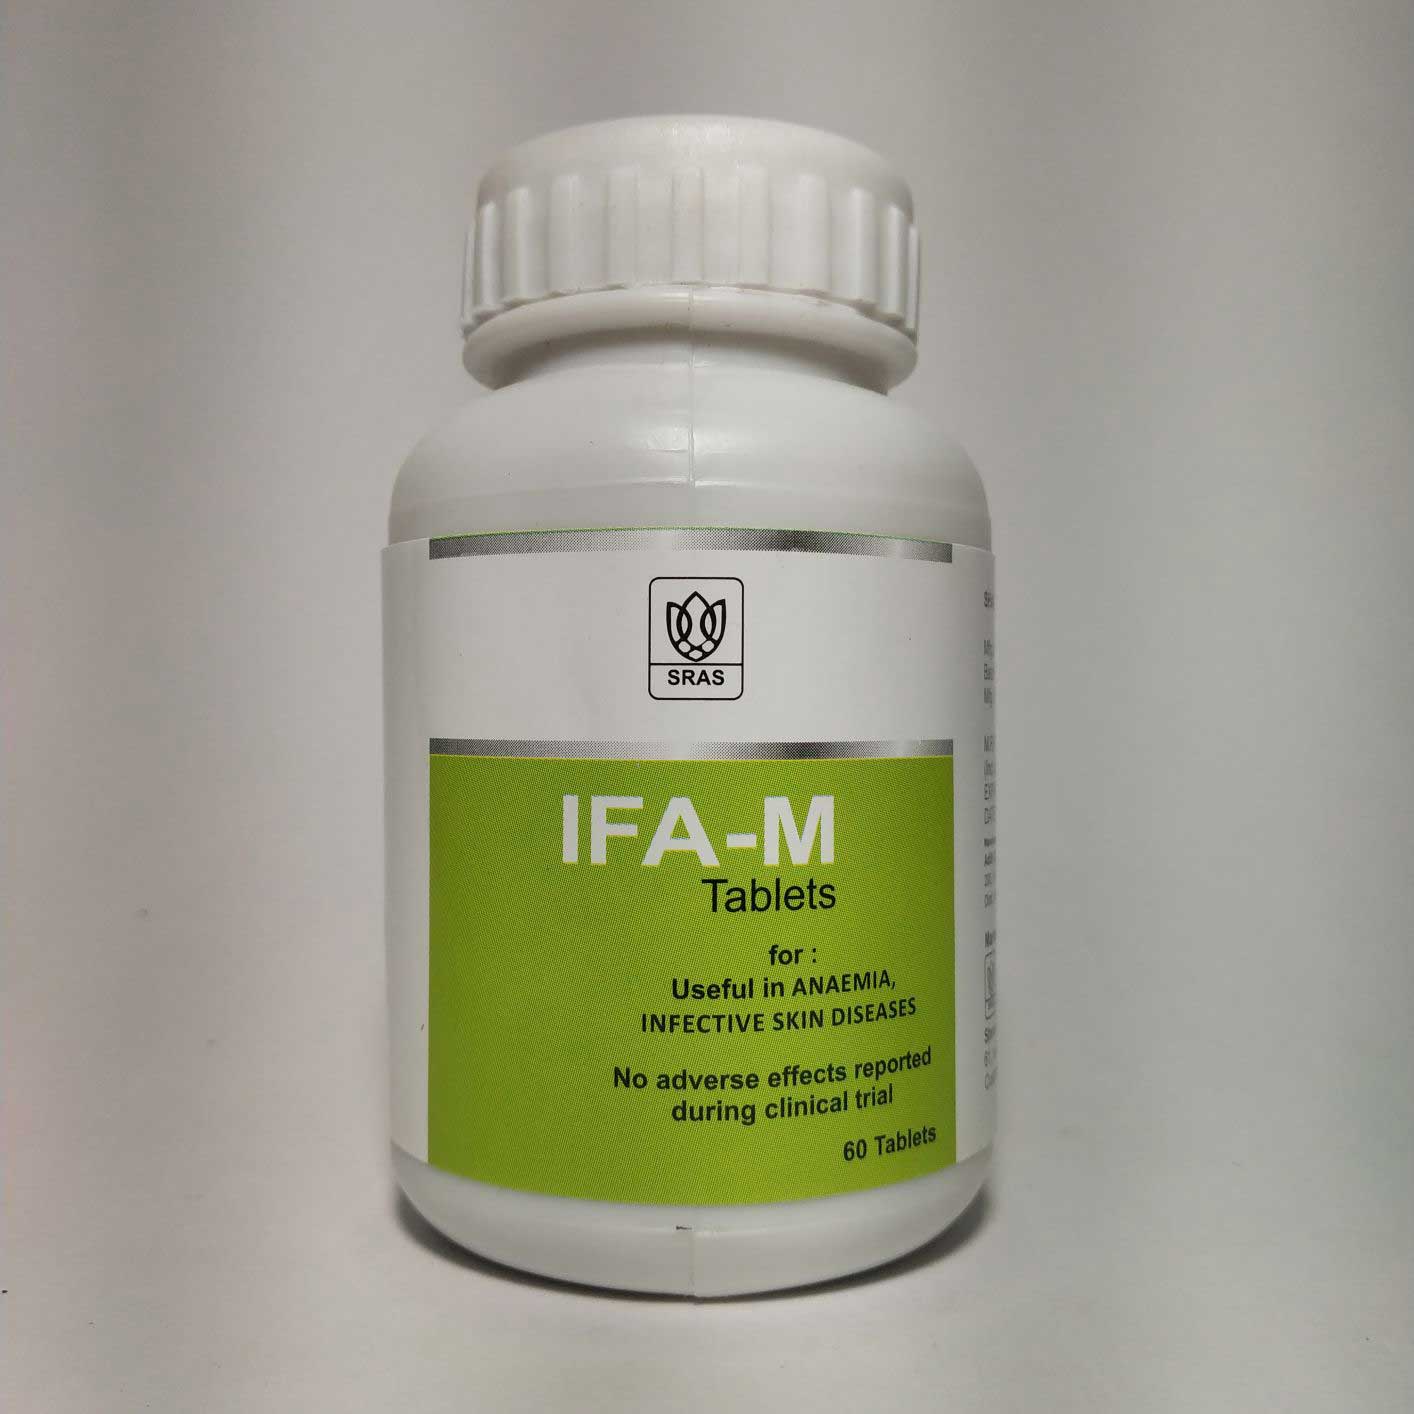 SRAS
IFA-M
Tablets
for :
Useful in ANAEMIA,
INFECTIVE SKIN DISEASES
No adverse effects reported
during clinical trial
60 Tablets